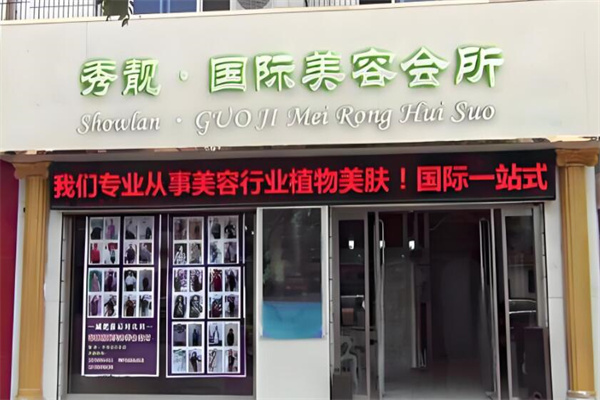 秀靓·国际美容会所
Showlan · GUO JI Mei Rong Hui Suo
我们专业从事美容行业植物美肤！国际一站式